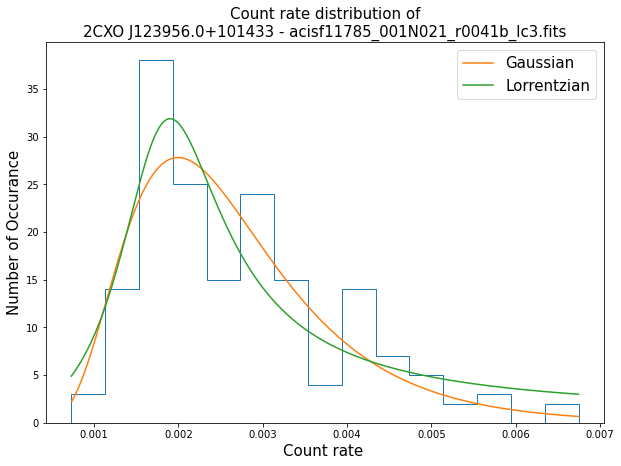 Count rate distribution of
2CXO J123956.0+101433 - acisf11785_001N021_r0041b_lc3.fits
Gaussian
Lorrentzian
Number of Occurance
35
30
25
20
15
10
5
0
0.001 0.002 0.003 0.004 0.005 0.006 0.007
Count rate